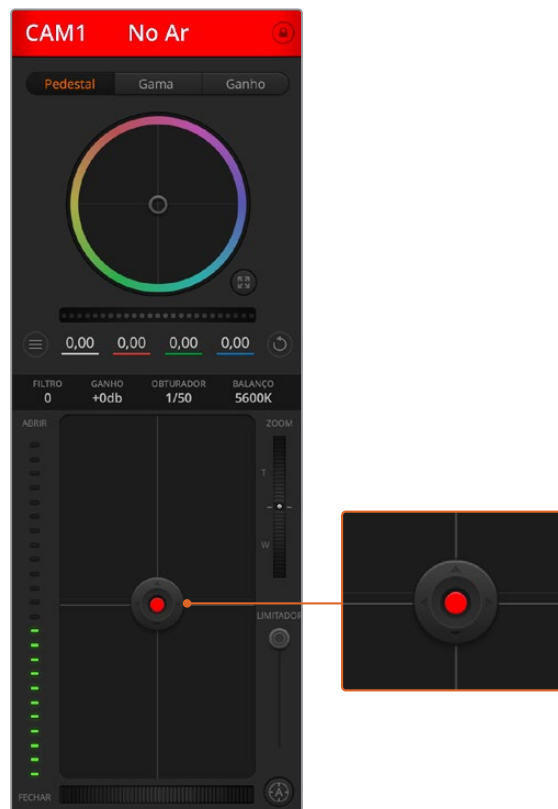 CAM1 No Ar
Pedestal Gama Ganho
0,00 0,00 0,00 0,00
FILTRO GANHO OBTURADOR BALANÇO
0 +0db 1/50 5600K
ABRIR ZOOM
T
W
LIMITADOR
FECHAR A